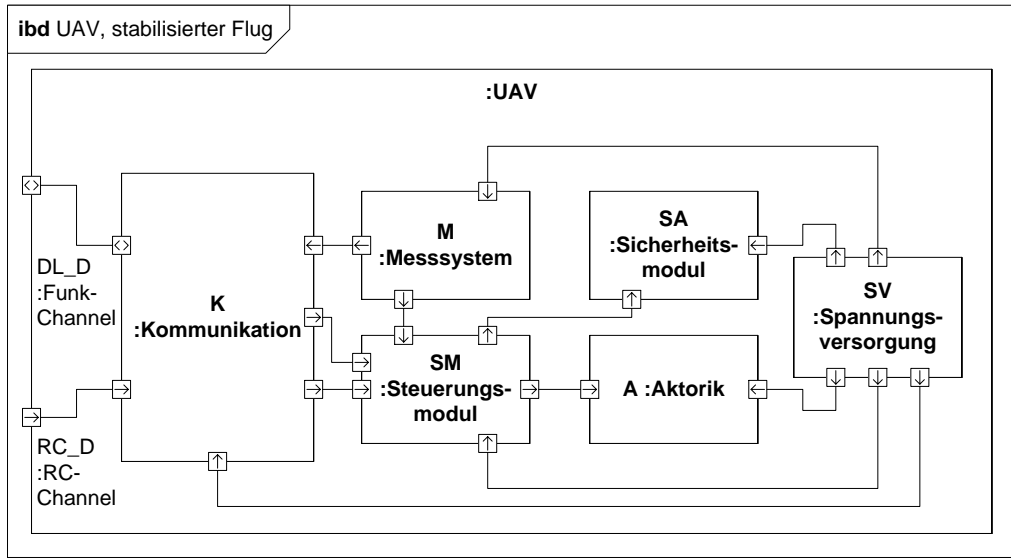 ibd UAV, stabilisierter Flug
:UAV
DL_D
:Funk-
Channel
RC_D
:RC-
Channel
K
:Kommunikation
M
:Messsystem
SM
:Steuerungs-
modul
SA
:Sicherheits-
modul
A :Aktorik
SV
:Spannungs-
versorgung